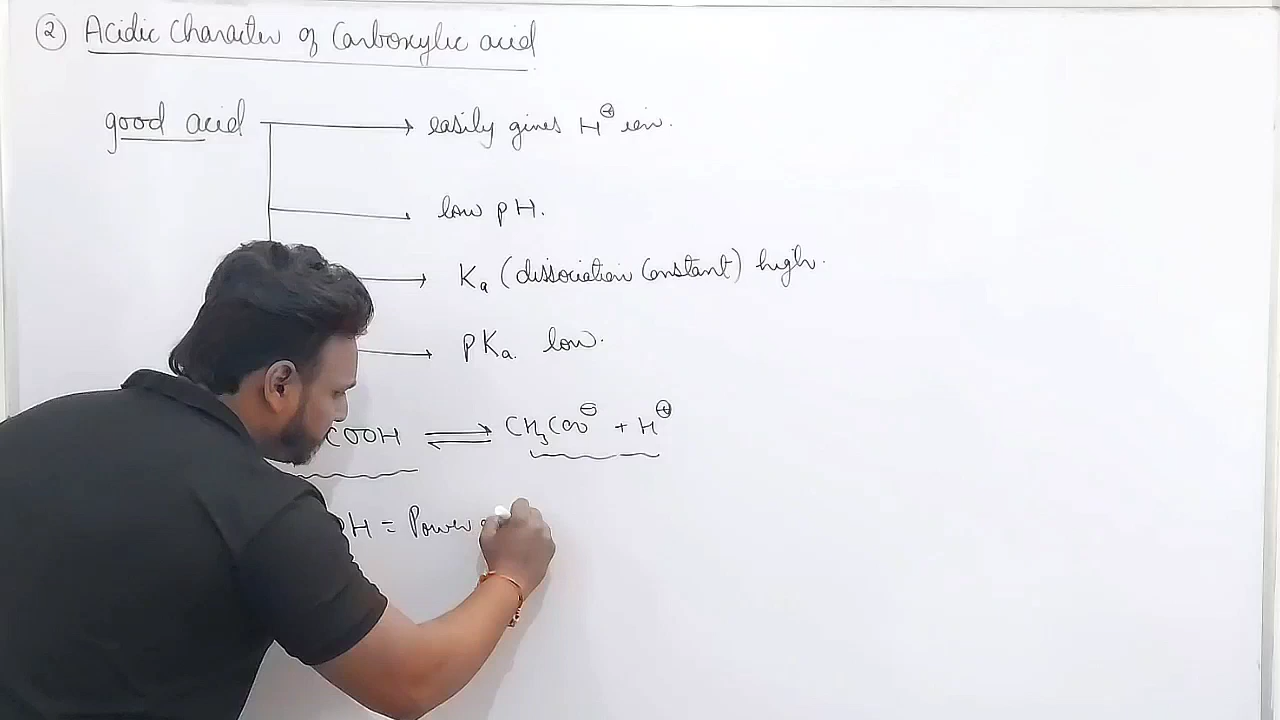 ② Acidic Character of Carboxylic acid
good acid → easily gives H⊕ ion.
low pH.
→ Ka (dissociation Constant) high.
→ pKa. low.
COOH ⇌ CH3COO⊖ + H⊕
H = Power